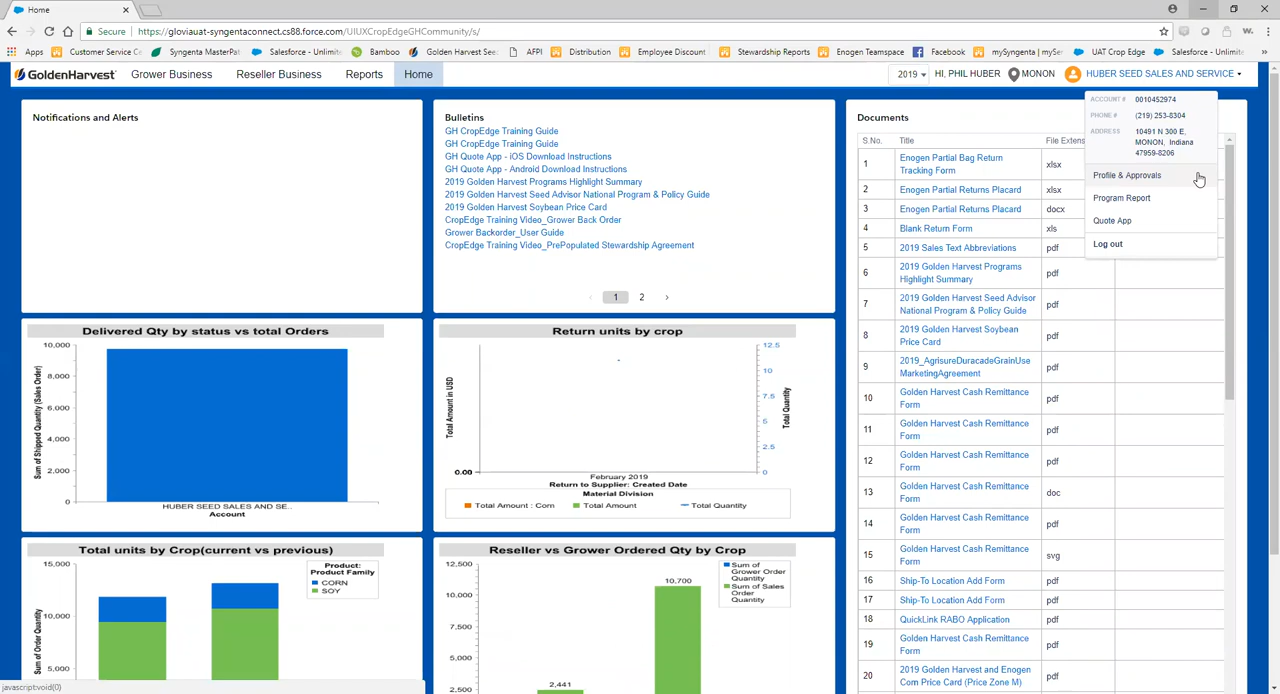 Home
Secure
https://gloviauat-syngentaconnect.cs88.force.com/UIUXCropEdgeGHCommunity/s/
Apps
Customer Service C
Syngenta MasterPat
Salesforce - Unlimite
Bamboo
Golden Harvest See
AFPI
Distribution
Employee Discount
Stewardship Reports
Enogen Teamspace
Facebook
mySyngenta | mySer
UAT Crop Edge
Salesforce - Unlimite
GOLDENHARVEST
Grower Business
Reseller Business
Reports
Home
2019
HI, PHIL HUBER
MONON
HUBER SEED SALES AND SERVICE
ACCOUNT # 0010452974
PHONE # (219) 253-8304
ADDRESS 10491 N 300 E,
MONON, Indiana
47959-8206
Profile & Approvals
Program Report
Quote App
Log out
Notifications and Alerts
Bulletins
GH CropEdge Training Guide
GH CropEdge Training Guide
GH Quote App - iOS Download Instructions
GH Quote App - Android Download Instructions
2019 Golden Harvest Programs Highlight Summary
2019 Golden Harvest Seed Advisor National Program & Policy Guide
2019 Golden Harvest Soybean Price Card
CropEdge Training Video_Grower Back Order
Grower Backorder_User Guide
CropEdge Training Video_PrePopulated Stewardship Agreement
‹ 1 2 ›
Documents
S.No. Title File Extens
1 Enogen Partial Bag Return xlsx
Tracking Form
2 Enogen Partial Returns Placard xlsx
3 Enogen Partial Returns Placard docx
4 Blank Return Form xls
5 2019 Sales Text Abbreviations pdf
6 2019 Golden Harvest Programs pdf
Highlight Summary
7 2019 Golden Harvest Seed Advisor pdf
National Program & Policy Guide
8 2019 Golden Harvest Soybean pdf
Price Card
9 2019_AgrisureDuracadeGrainUse pdf
MarketingAgreement
10 Golden Harvest Cash Remittance pdf
Form
11 Golden Harvest Cash Remittance pdf
Form
12 Golden Harvest Cash Remittance pdf
Form
13 Golden Harvest Cash Remittance doc
Form
14 Golden Harvest Cash Remittance pdf
Form
15 Golden Harvest Cash Remittance svg
Form
16 Ship-To Location Add Form pdf
17 Ship-To Location Add Form pdf
18 QuickLink RABO Application pdf
19 Golden Harvest Cash Remittance pdf
Form
20 2019 Golden Harvest and Enogen pdf
Corn Price Card (Price Zone M)
Delivered Qty by status vs total Orders
Sum of Shipped Quantity (Sales Order)
10,000
8,000
6,000
4,000
2,000
0
HUBER SEED SALES AND SE..
Account
Return units by crop
Total Amount in USD
0.00
12.5
10
7.5
5
2.5
0
Total Quantity
February 2019
Return to Supplier: Created Date
Material Division
Total Amount : Corn
Total Amount
Total Quantity
Total units by Crop(current vs previous)
Sum of Order Quantity
15,000
10,000
5,000
Product:
Product Family
CORN
SOY
Reseller vs Grower Ordered Qty by Crop
12,500
10,000
7,500
5,000
2,500
2,441
10,700
Sum of
Grower Order
Quantity
Sum of Sales
Order
Quantity
javascript:void(0)